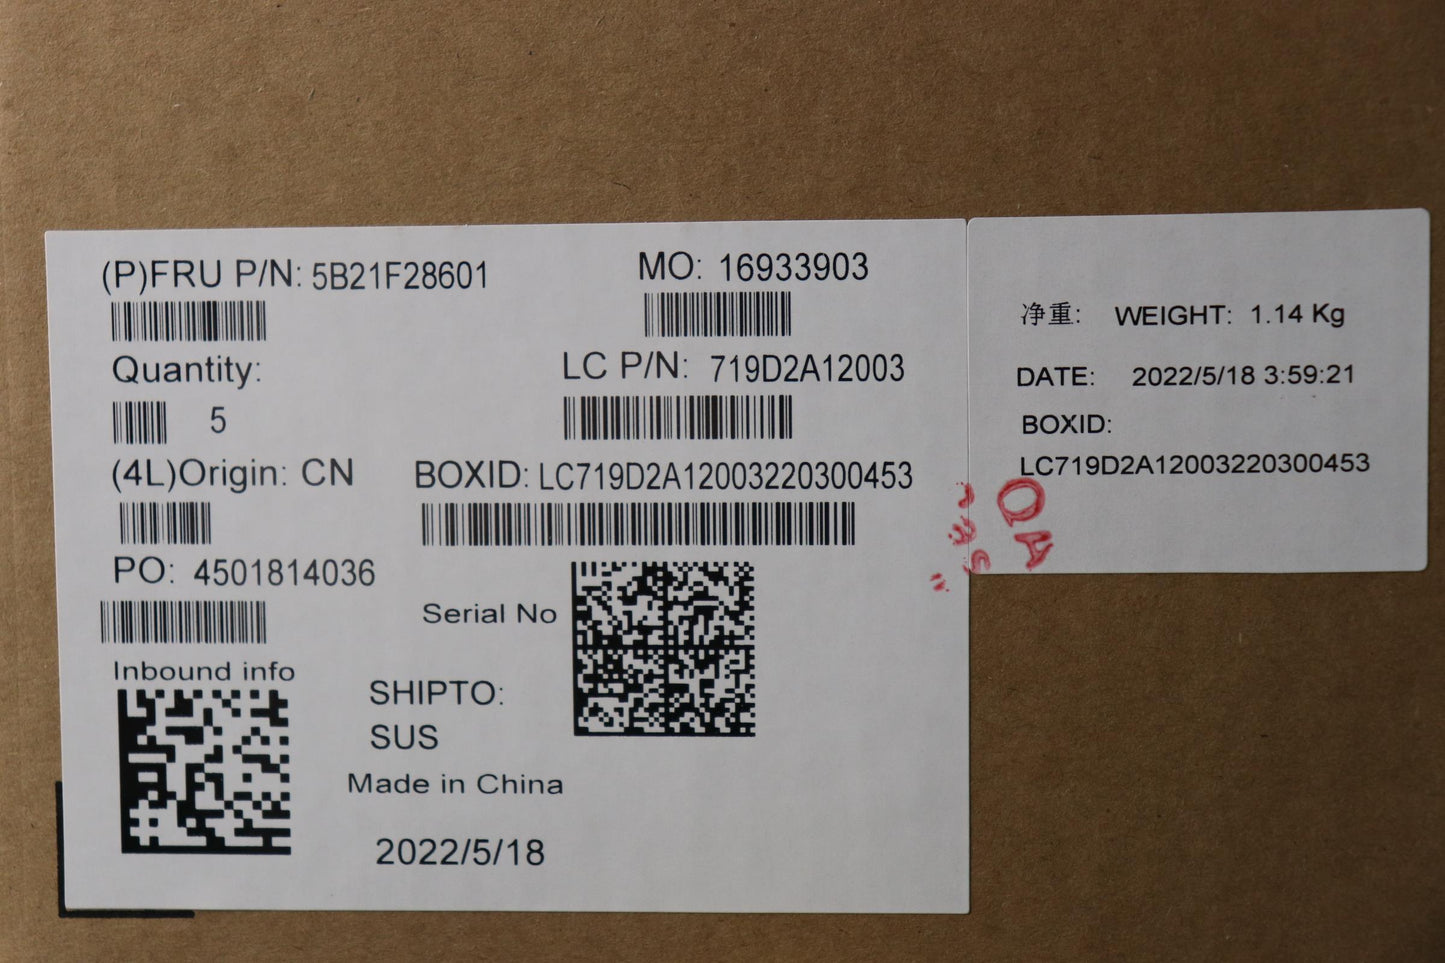 (P)FRU P/N: 5B21F28601
MO: 16933903
Quantity:
5
LC P/N: 719D2A12003
(4L)Origin: CN
BOXID: LC719D2A12003220300453
PO: 4501814036
Serial No
Inbound info
SHIPTO:
SUS
Made in China
2022/5/18
净重: WEIGHT: 1.14 Kg
DATE: 2022/5/18 3:59:21
BOXID:
LC719D2A12003220300453
QA